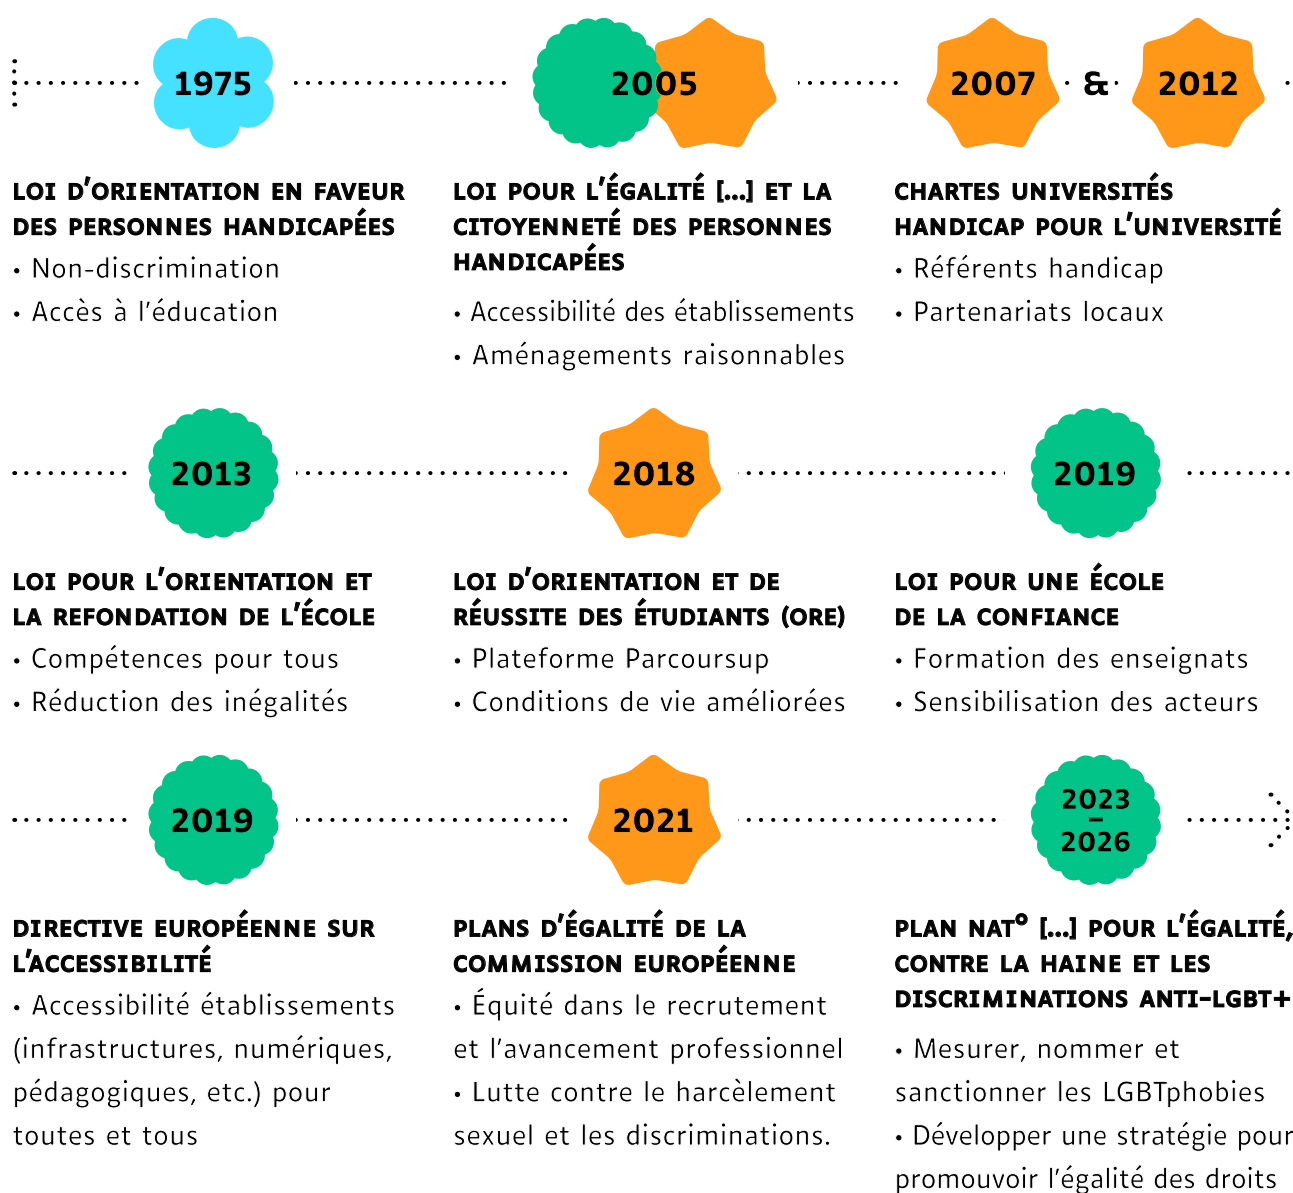 1975
LOI D'ORIENTATION EN FAVEUR
DES PERSONNES HANDICAPÉES
• Non-discrimination
• Accès à l'éducation
2005
LOI POUR L'ÉGALITÉ [...] ET LA
CITOYENNETÉ DES PERSONNES
HANDICAPÉES
• Accessibilité des établissements
• Aménagements raisonnables
2007 & 2012
CHARTES UNIVERSITÉS
HANDICAP POUR L'UNIVERSITÉ
• Référents handicap
• Partenariats locaux
2013
LOI POUR L'ORIENTATION ET
LA REFONDATION DE L'ÉCOLE
• Compétences pour tous
• Réduction des inégalités
2018
LOI D'ORIENTATION ET DE
RÉUSSITE DES ÉTUDIANTS (ORE)
• Plateforme Parcoursup
• Conditions de vie améliorées
2019
LOI POUR UNE ÉCOLE
DE LA CONFIANCE
• Formation des enseignats
• Sensibilisation des acteurs
2019
DIRECTIVE EUROPÉENNE SUR
L'ACCESSIBILITÉ
• Accessibilité établissements
(infrastructures, numériques,
pédagogiques, etc.) pour
toutes et tous
2021
PLANS D'ÉGALITÉ DE LA
COMMISSION EUROPÉENNE
• Équité dans le recrutement
et l'avancement professionnel
• Lutte contre le harcèlement
sexuel et les discriminations.
2023
–
2026
PLAN NAT° [...] POUR L'ÉGALITÉ,
CONTRE LA HAINE ET LES
DISCRIMINATIONS ANTI-LGBT+
• Mesurer, nommer et
sanctionner les LGBTphobies
• Développer une stratégie pour
promouvoir l'égalité des droits